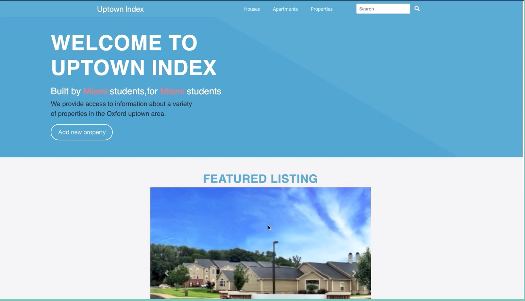 Uptown Index
Houses Apartments Properties Search
WELCOME TO
UPTOWN INDEX
Built by Miami students,for Miami students
We provide access to information about a variety
of properties in the Oxford uptown area.
Add new property
FEATURED LISTING